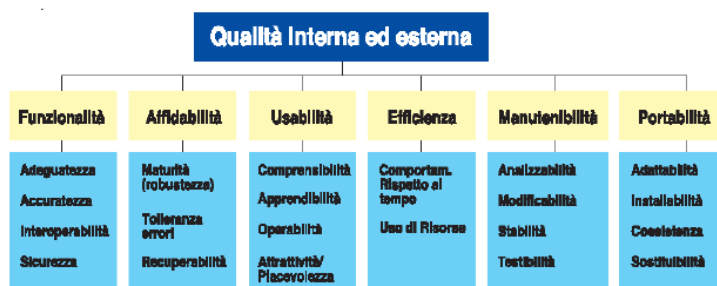 Qualità Interna ed esterna
Funzionalità
Affidabilità
Usabilità
Efficienza
Manutenibilità
Portabilità
Adeguatezza
Accuratezza
Interoperabilità
Sicurezza
Maturità
(robustezza)
Tolleranza
errori
Recuperabilità
Comprensibilità
Apprendibilità
Operabilità
Attrattività/
Piacevolezza
Comportam.
Rispetto al
tempo
Uso di Risorse
Analizzabilità
Modificabilità
Stabilità
Testibilità
Adattabilità
Installabilità
Coesistenza
Sostituibilità